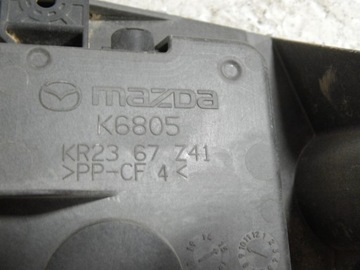 mazda
K6805
KR23 67 Z41
>PP-CF 4<